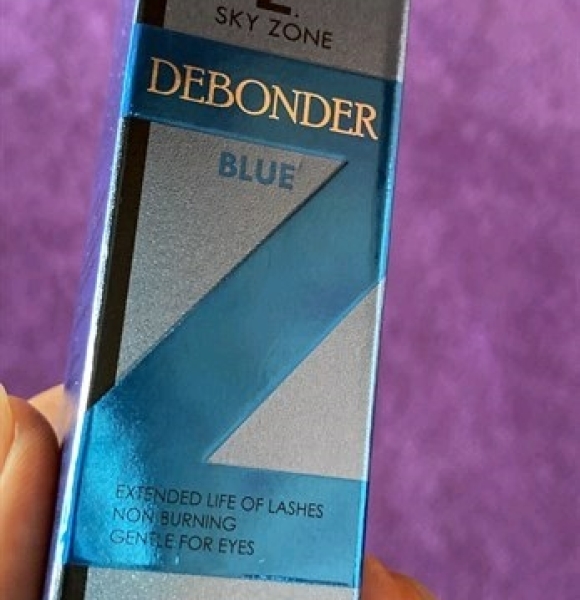 SKY ZONE
DEBONDER
BLUE
EXTENDED LIFE OF LASHES
NON BURNING
GENTLE FOR EYES